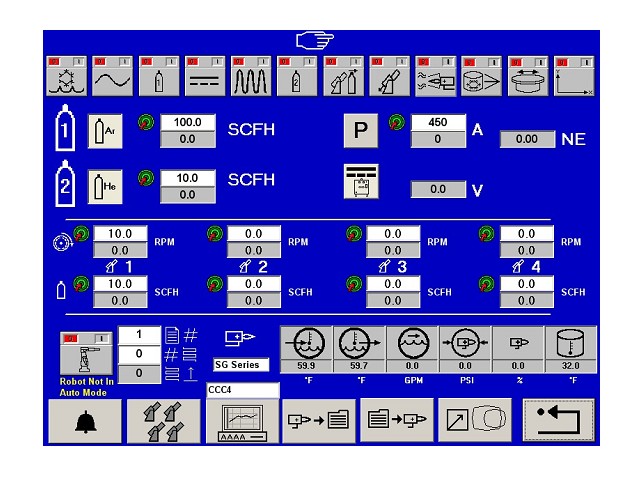 1
2
1 Ar 100.0 SCFH P 450 A
0.0 0 0.00 NE
2 He 10.0 SCFH
0.0 0.0 V
10.0 RPM 0.0 RPM 0.0 RPM 0.0 RPM
0.0 0.0 0.0 0.0
1 2 3 4
10.0 SCFH 0.0 SCFH 0.0 SCFH 0.0 SCFH
0.0 0.0 0.0 0.0
1 #
0 #
0
SG Series 59.9 59.7 0.0 0.0 0.0 32.0
°F °F GPM PSI % °F
Robot Not In
Auto Mode
CCC4
AAAA